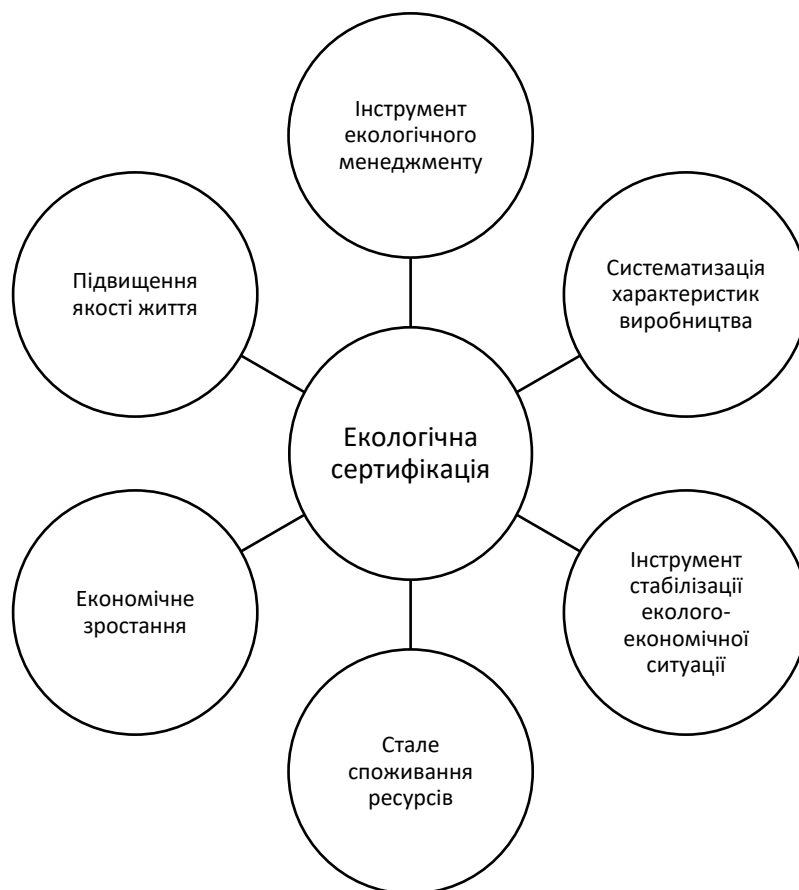 Інструмент
екологічного
менеджменту
Систематизація
характеристик
виробництва
Інструмент
стабілізації
еколого-
економічної
ситуації
Стале
споживання
ресурсів
Економічне
зростання
Підвищення
якості життя
Екологічна
сертифікація